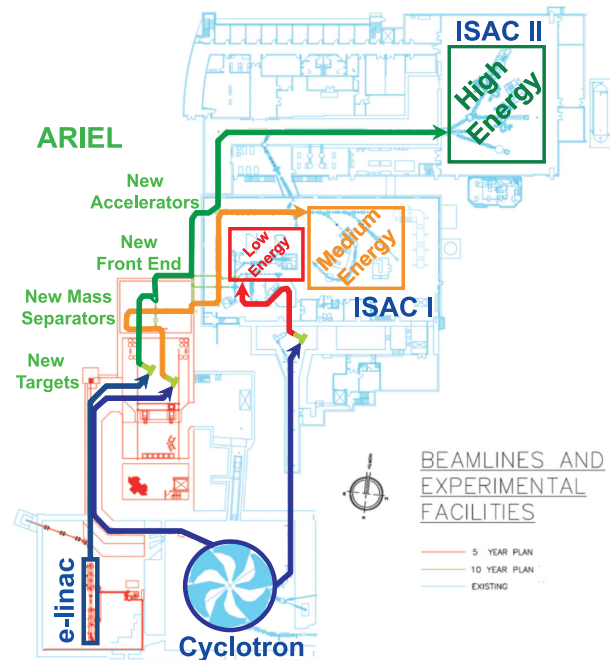 ISAC II
High
Energy
ARIEL
New
Accelerators
New
Front End
Low
Energy
Medium
Energy
New Mass
Separators
ISAC I
New
Targets
BEAMLINES AND
EXPERIMENTAL
FACILITIES
5 YEAR PLAN
10 YEAR PLAN
EXISTING
e-linac
Cyclotron